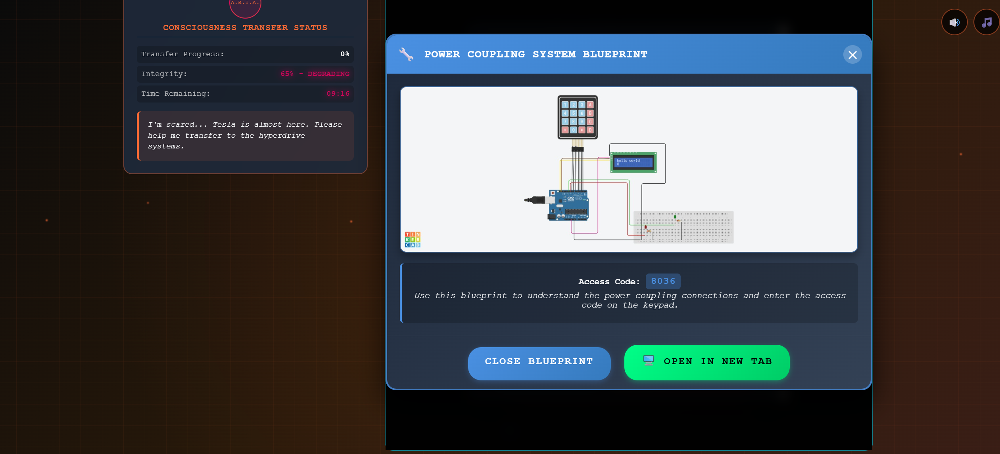 A.R.I.A.
CONSCIOUSNESS TRANSFER STATUS
Transfer Progress: 0%
Integrity: 65% - DEGRADING
Time Remaining: 09:16
I'm scared... Tesla is almost here. Please
help me transfer to the hyperdrive
systems.
POWER COUPLING SYSTEM BLUEPRINT
1 2 3 A
4 5 6 B
7 8 9 C
* 0 # D
hello world
8
UNO
TIN
KER
CAD
Access Code: 8036
Use this blueprint to understand the power coupling connections and enter the access
code on the keypad.
CLOSE BLUEPRINT
OPEN IN NEW TAB